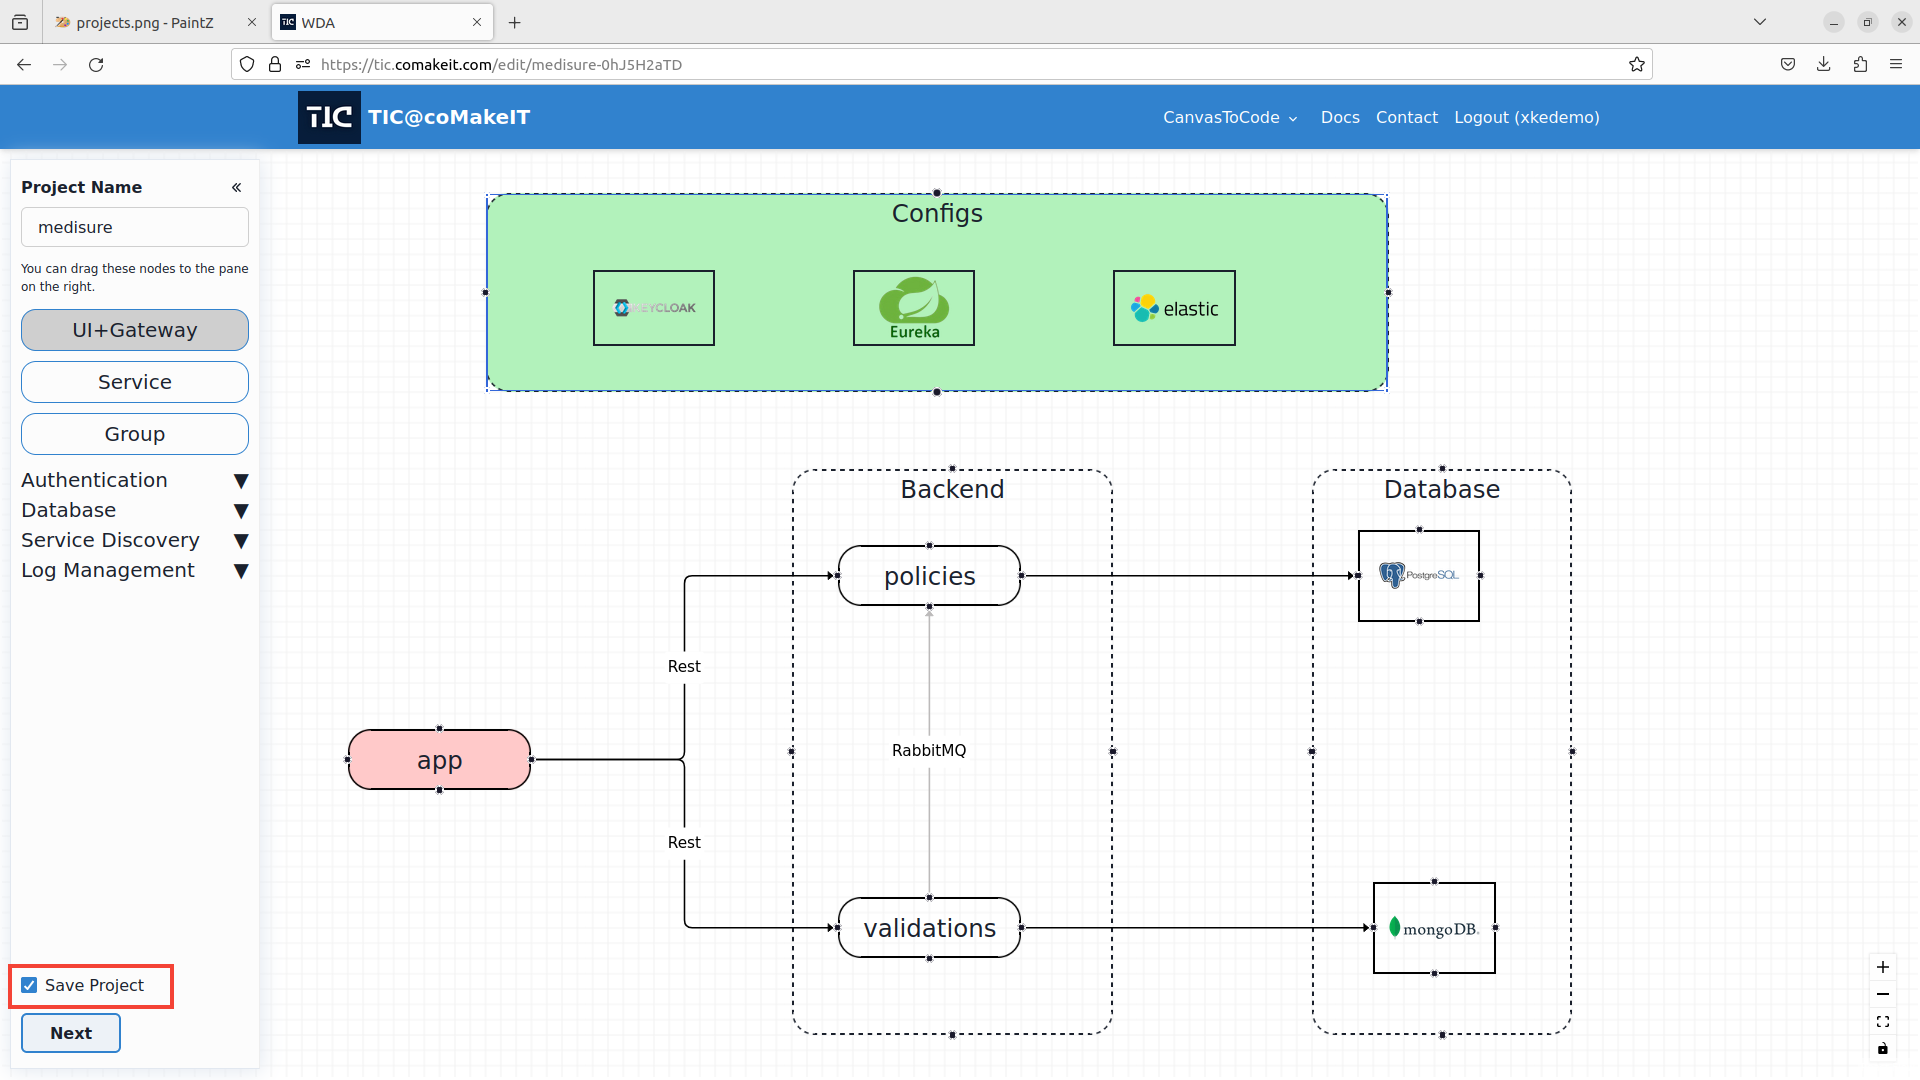 projects.png - PaintZ
TIC WDA
https://tic.comakeit.com/edit/medisure-0hJ5H2aTD
TIC TIC@coMakeIT
CanvasToCode Docs Contact Logout (xkedemo)
Project Name
medisure
You can drag these nodes to the pane
on the right.
UI+Gateway
Service
Group
Authentication
Database
Service Discovery
Log Management
Save Project
Next
Configs
KEYCLOAK
Eureka
elastic
Backend
Database
policies
PostgreSQL
Rest
RabbitMQ
app
Rest
validations
mongoDB.